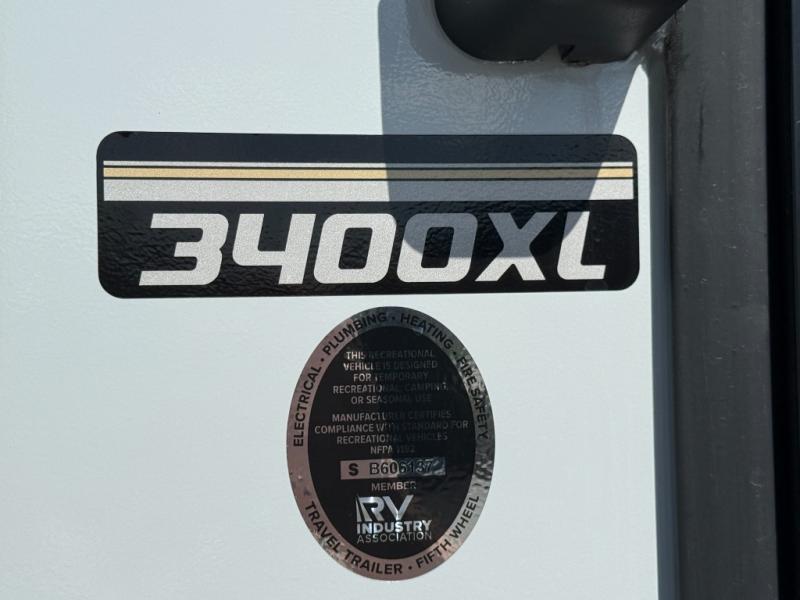 3400XL
ELECTRICAL · PLUMBING · HEATING · FIRE SAFETY
THIS RECREATIONAL
VEHICLE IS DESIGNED
FOR TEMPORARY
RECREATIONAL, CAMPING,
OR SEASONAL USE
MANUFACTURER CERTIFIES
COMPLIANCE WITH STANDARD FOR
RECREATIONAL VEHICLES
NFPA 1192
S B606137
MEMBER
RV
INDUSTRY
ASSOCIATION
TRAVEL TRAILER · FIFTH WHEEL